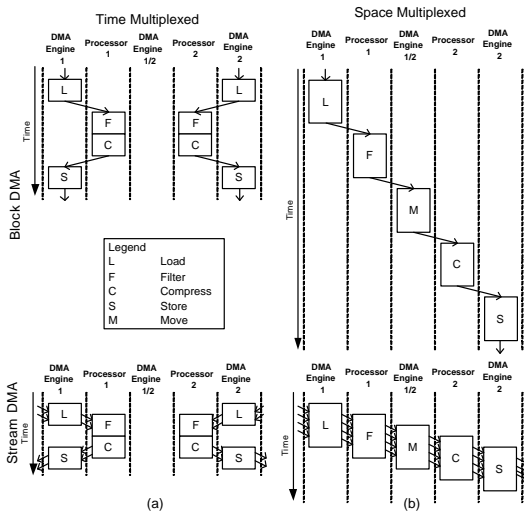 Time Multiplexed
Space Multiplexed
DMA Engine 1
Processor 1
DMA Engine 1/2
Processor 2
DMA Engine 2
Block DMA
Time
L
F
C
S
L
F
C
S
DMA Engine 1
Processor 1
DMA Engine 1/2
Processor 2
DMA Engine 2
Time
L
F
M
C
S
Legend
L Load
F Filter
C Compress
S Store
M Move
DMA Engine 1
Processor 1
DMA Engine 1/2
Processor 2
DMA Engine 2
Stream DMA
Time
L
F
C
S
L
F
C
S
DMA Engine 1
Processor 1
DMA Engine 1/2
Processor 2
DMA Engine 2
Time
L
F
M
C
S
(a)
(b)